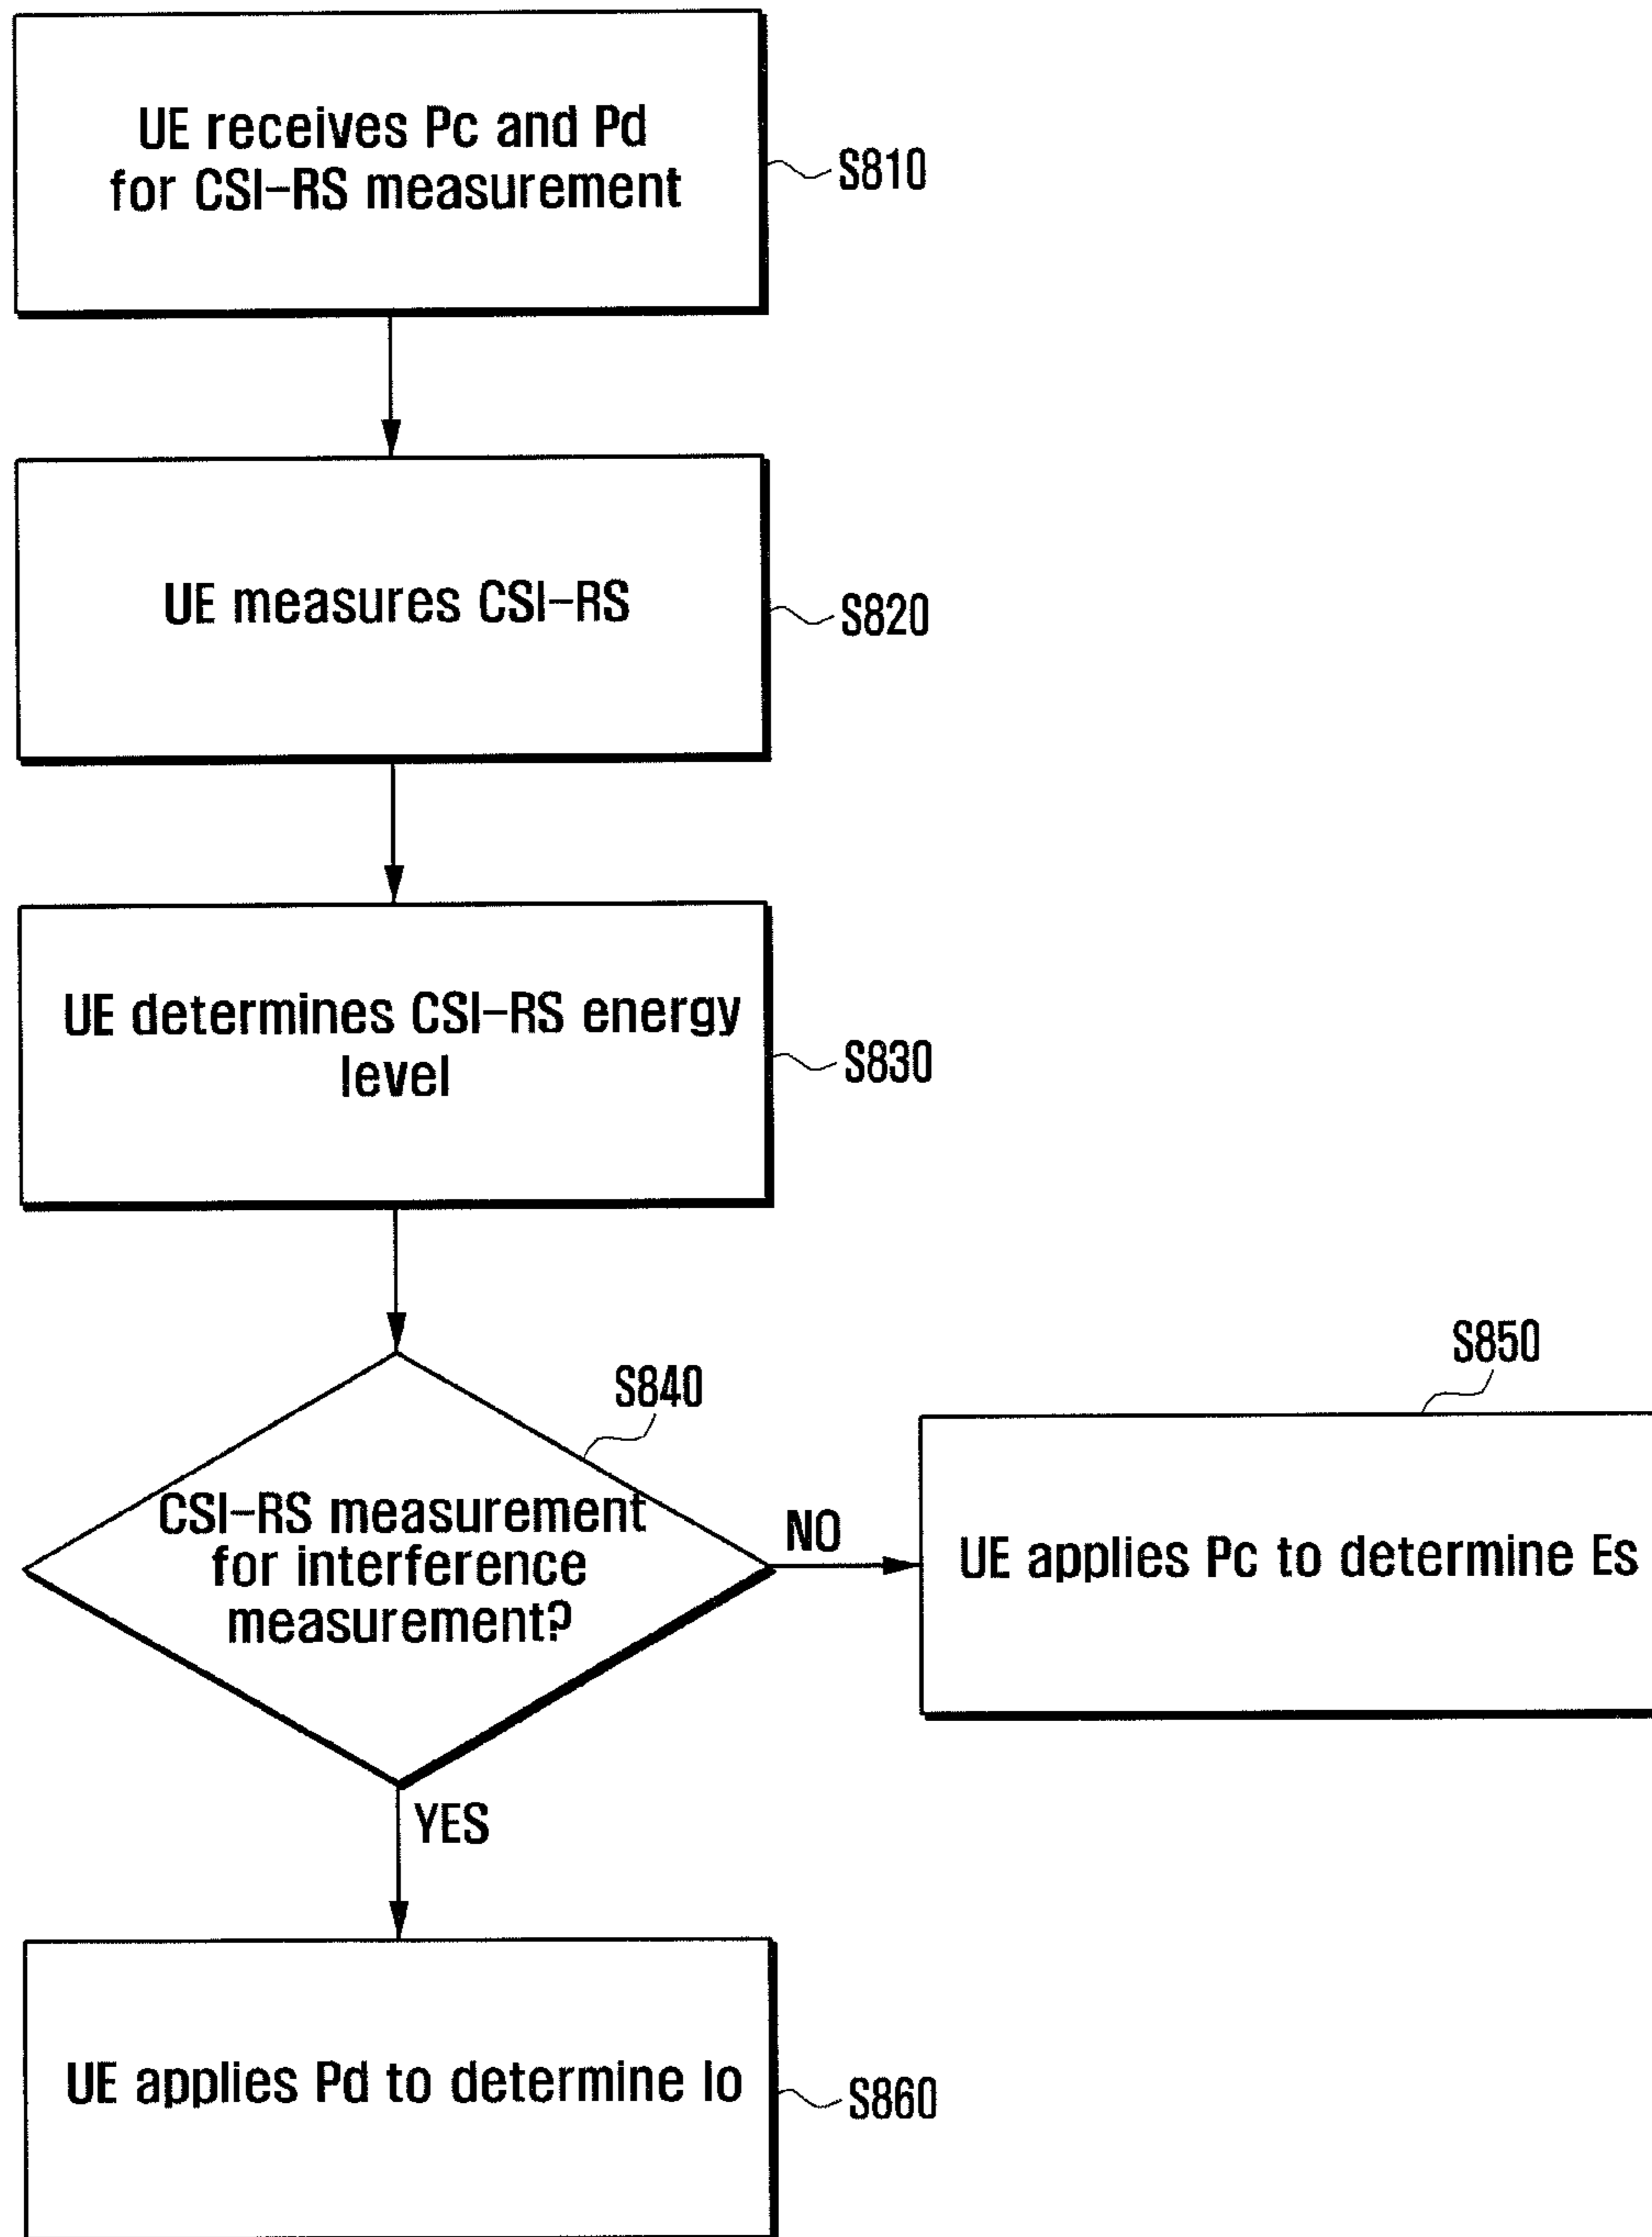 UE receives Pc and Pd
for CSI-RS measurement
S810
UE measures CSI-RS
S820
UE determines CSI-RS energy
level
S830
S840
CSI-RS measurement
for interference
measurement?
NO
S850
UE applies Pc to determine Es
YES
UE applies Pd to determine Io
S860